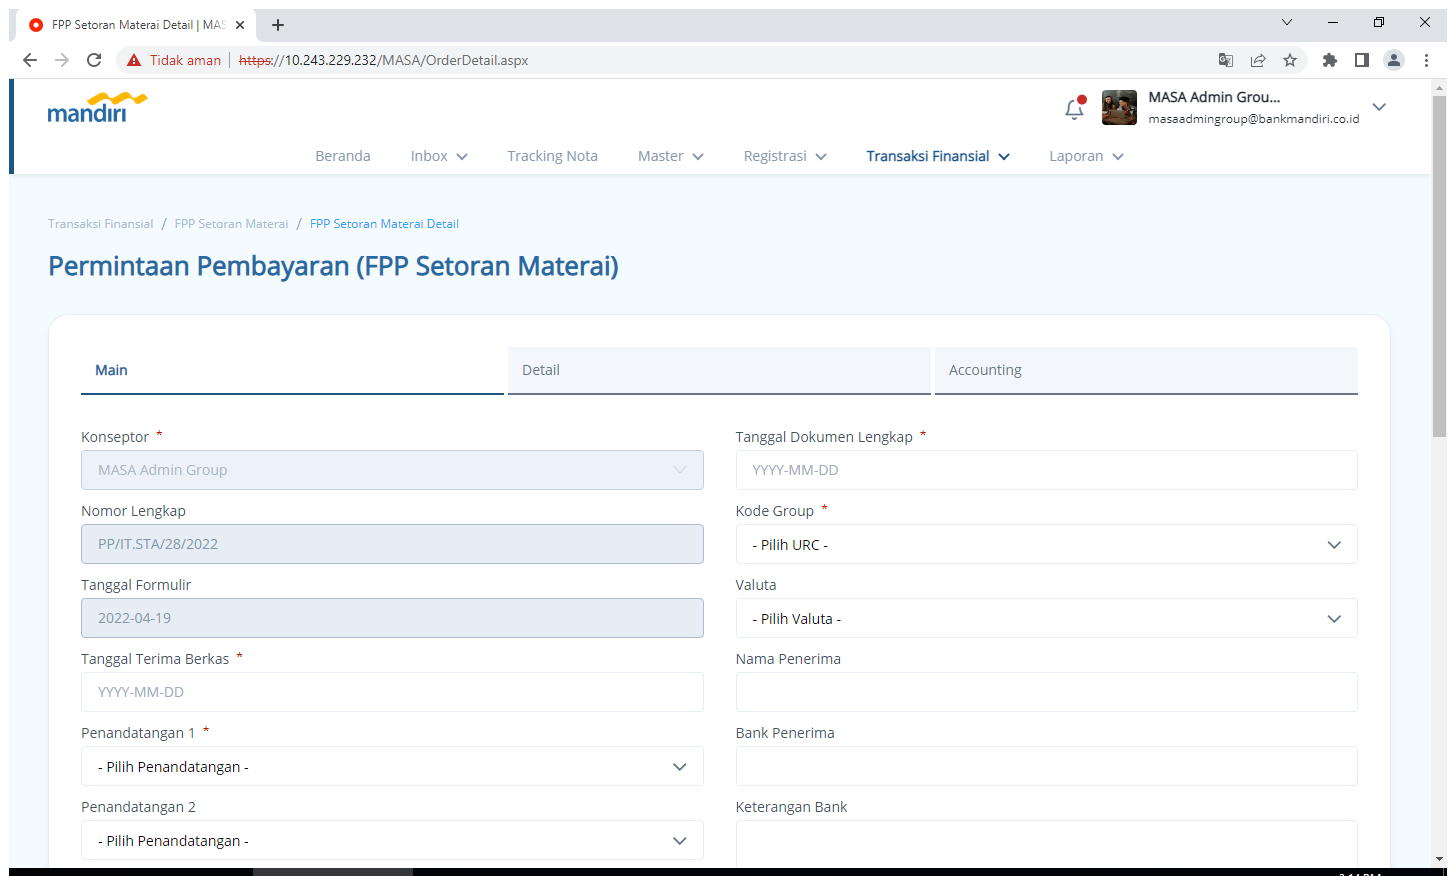 FPP Setoran Materai Detail | MAS
Tidak aman | https://10.243.229.232/MASA/OrderDetail.aspx
mandiri
MASA Admin Grou...
masaadmingroup@bankmandiri.co.id
Beranda Inbox Tracking Nota Master Registrasi Transaksi Finansial Laporan
Transaksi Finansial / FPP Setoran Materai / FPP Setoran Materai Detail
Permintaan Pembayaran (FPP Setoran Materai)
Main Detail Accounting
Konseptor *
MASA Admin Group
Nomor Lengkap
PP/IT.STA/28/2022
Tanggal Formulir
2022-04-19
Tanggal Terima Berkas *
YYYY-MM-DD
Penandatangan 1 *
- Pilih Penandatangan -
Penandatangan 2
- Pilih Penandatangan -
Tanggal Dokumen Lengkap *
YYYY-MM-DD
Kode Group *
- Pilih URC -
Valuta
- Pilih Valuta -
Nama Penerima
Bank Penerima
Keterangan Bank